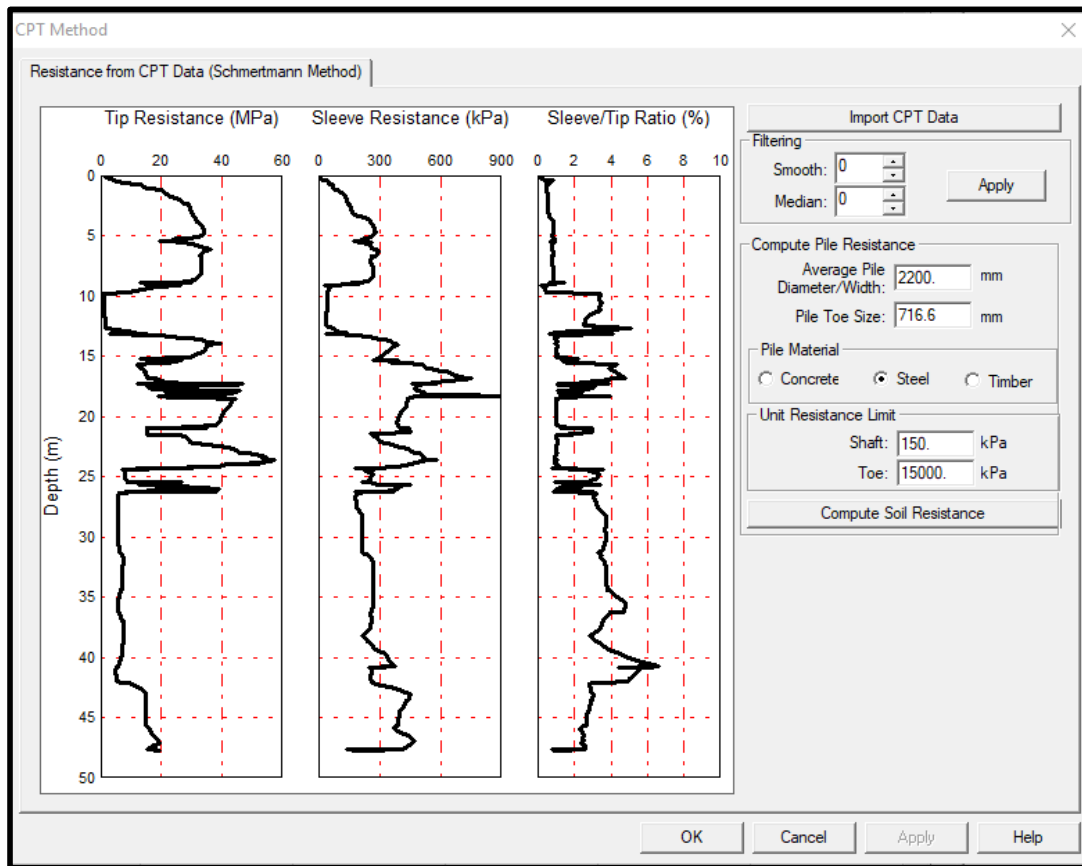 CPT Method
Resistance from CPT Data (Schmertmann Method)
Tip Resistance (MPa)
0 20 40 60
Sleeve Resistance (kPa)
0 300 600 900
Sleeve/Tip Ratio (%)
0 2 4 6 8 10
Depth (m)
0
5
10
15
20
25
30
35
40
45
50
Import CPT Data
Filtering
Smooth: 0
Median: 0
Apply
Compute Pile Resistance
Average Pile
Diameter/Width: 2200. mm
Pile Toe Size: 716.6 mm
Pile Material
Concrete Steel Timber
Unit Resistance Limit
Shaft: 150. kPa
Toe: 15000. kPa
Compute Soil Resistance
OK Cancel Apply Help